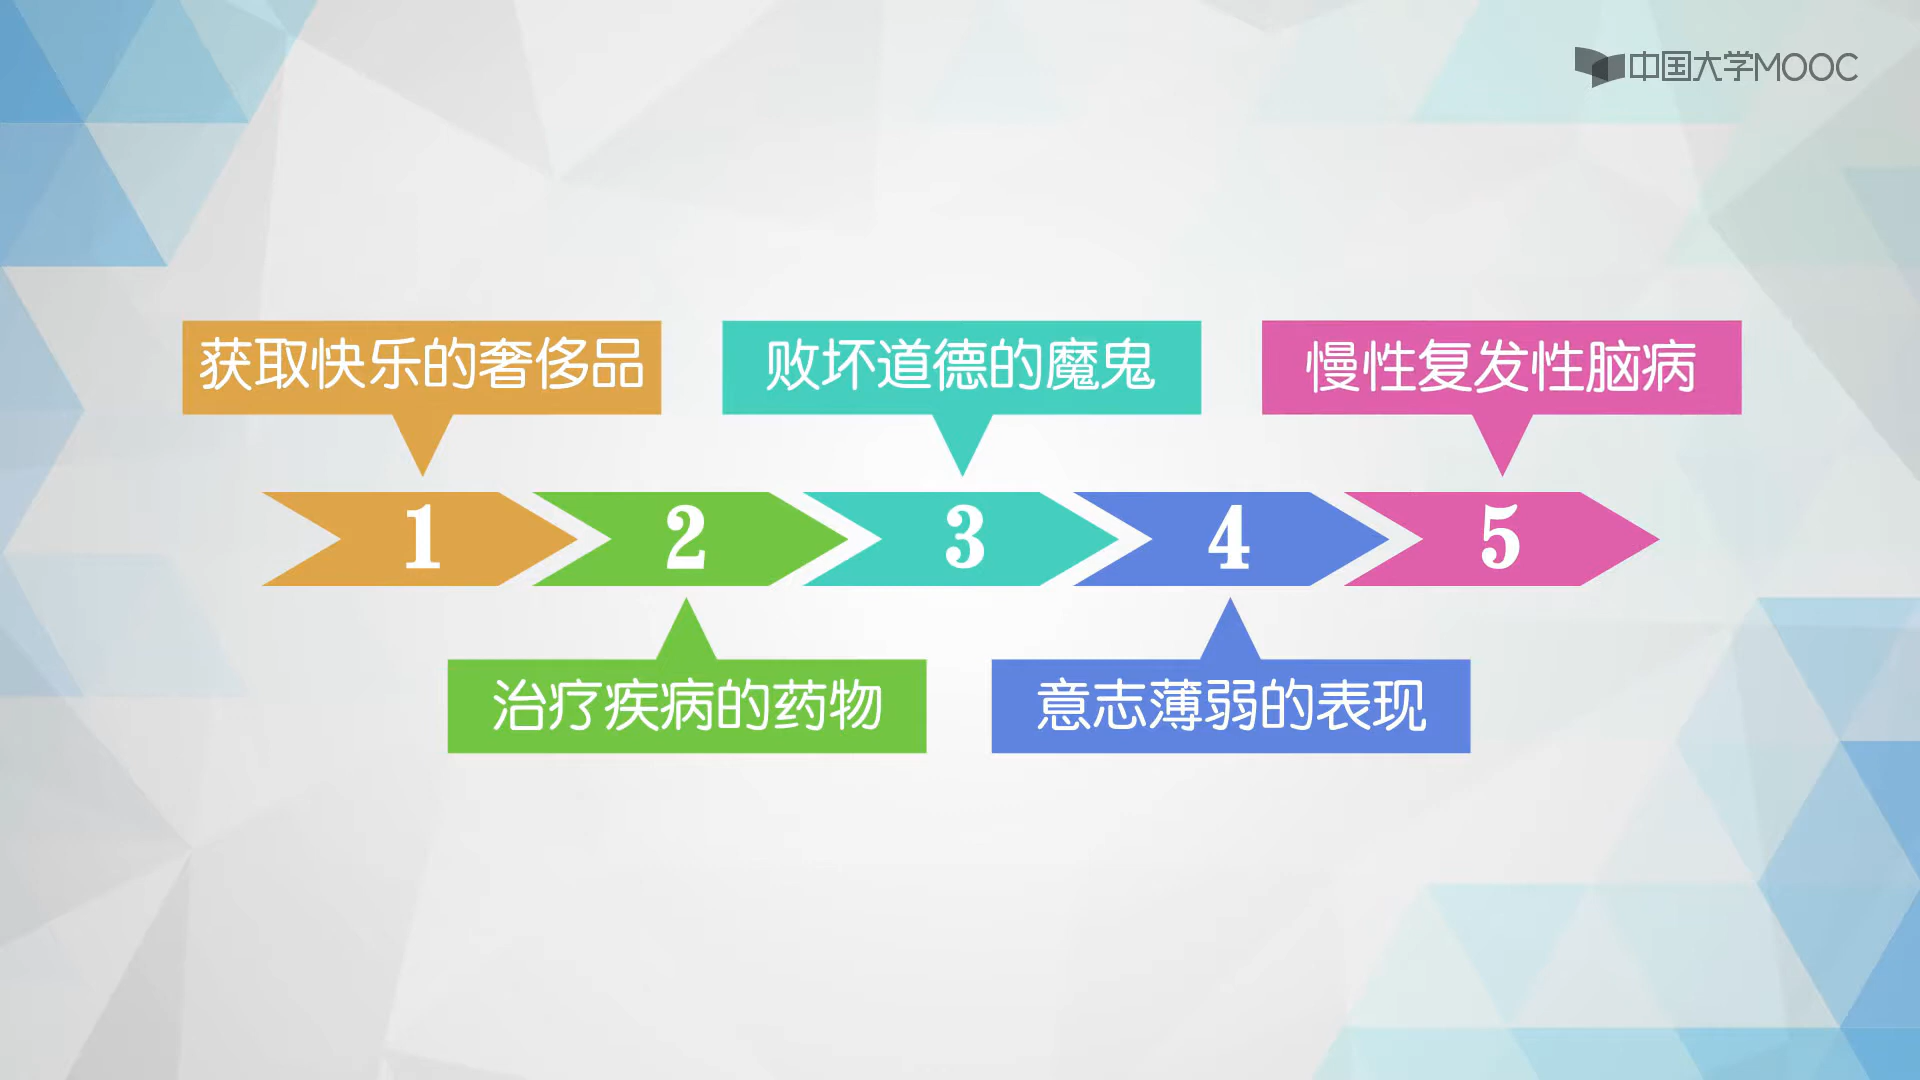 中国大学MOOC
获取快乐的奢侈品
败坏道德的魔鬼
慢性复发性脑病
1
2
3
4
5
治疗疾病的药物
意志薄弱的表现